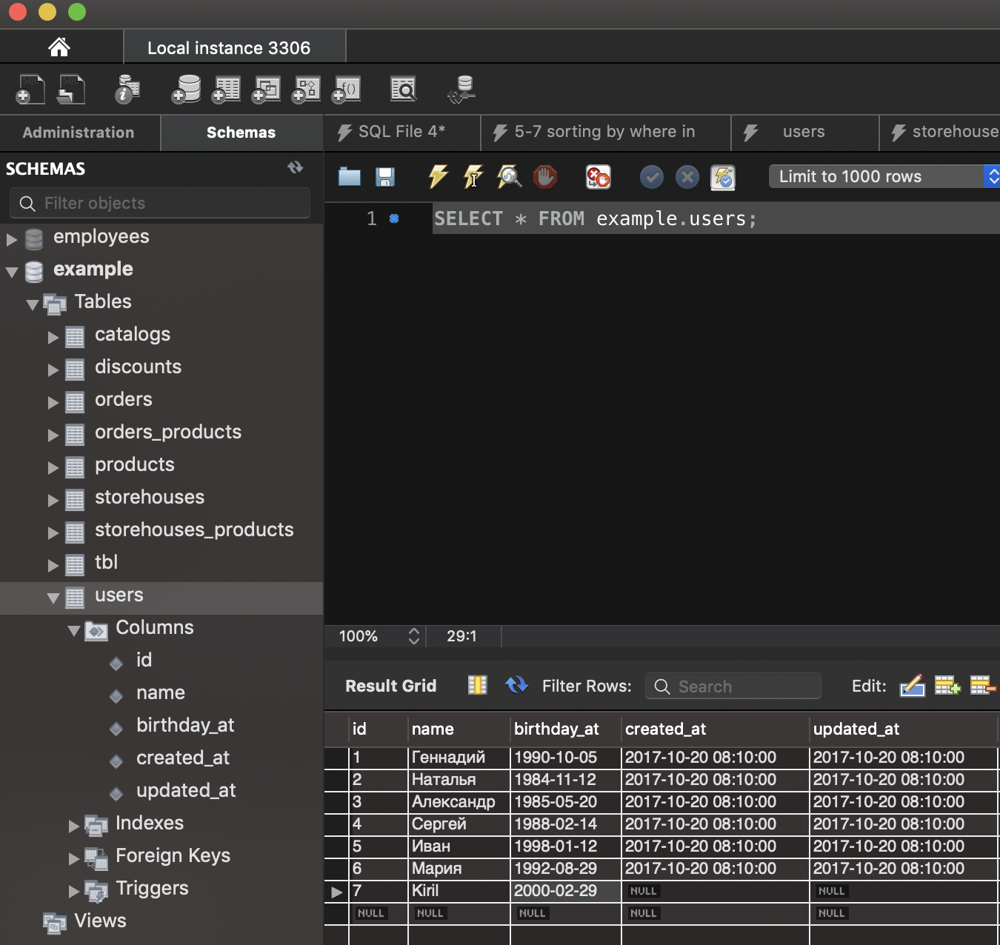 Local instance 3306
SQL
SQL
f()
Administration
Schemas
SQL File 4*
5-7 sorting by where in
users
storehouse
SCHEMAS
Filter objects
Limit to 1000 rows
1
SELECT * FROM example.users;
employees
example
Tables
catalogs
discounts
orders
orders_products
products
storehouses
storehouses_products
tbl
users
Columns
id
name
birthday_at
created_at
updated_at
Indexes
Foreign Keys
Triggers
Views
100%
29:1
Result Grid
Filter Rows:
Search
Edit:
id name birthday_at created_at updated_at
1 Геннадий 1990-10-05 2017-10-20 08:10:00 2017-10-20 08:10:00
2 Наталья 1984-11-12 2017-10-20 08:10:00 2017-10-20 08:10:00
3 Александр 1985-05-20 2017-10-20 08:10:00 2017-10-20 08:10:00
4 Сергей 1988-02-14 2017-10-20 08:10:00 2017-10-20 08:10:00
5 Иван 1998-01-12 2017-10-20 08:10:00 2017-10-20 08:10:00
6 Мария 1992-08-29 2017-10-20 08:10:00 2017-10-20 08:10:00
7 Kiril 2000-02-29 NULL NULL
NULL NULL NULL NULL NULL